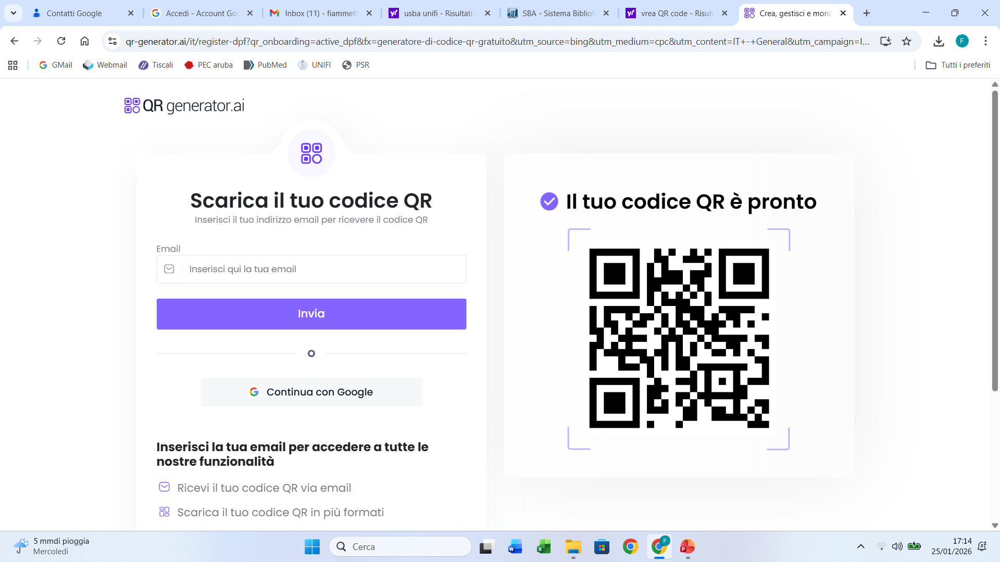 Contatti Google
Accedi - Account Goo
Inbox (11) - fiammett
usba unifi - Risultati
SBA - Sistema Bibliot
vrea QR code - Risult
Crea, gestisci e monit
qr-generator.ai/it/register-dpf?qr_onboarding=active_dpf&fx=generatore-di-codice-qr-gratuito&utm_source=bing&utm_medium=cpc&utm_content=IT+-+General&utm_campaign=I...
F
GMail
Webmail
Tiscali
PEC aruba
PubMed
UNIFI
PSR
Tutti i preferiti
QR generator.ai
Scarica il tuo codice QR
Inserisci il tuo indirizzo email per ricevere il codice QR
Email
Inserisci qui la tua email
Invia
O
Continua con Google
Inserisci la tua email per accedere a tutte le
nostre funzionalità
Ricevi il tuo codice QR via email
Scarica il tuo codice QR in più formati
Il tuo codice QR è pronto
5 mmdi pioggia
Mercoledì
Cerca
17:14
25/01/2026